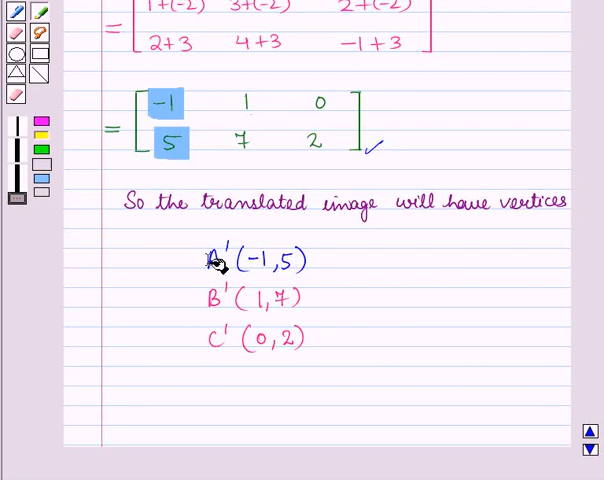 1+(-2) 3+(-2) 2+(-2)
= 2+3 4+3 -1+3
-1 1 0
= 5 7 2
So the translated image will have vertices
A'(-1,5)
B'(1,7)
C'(0,2)